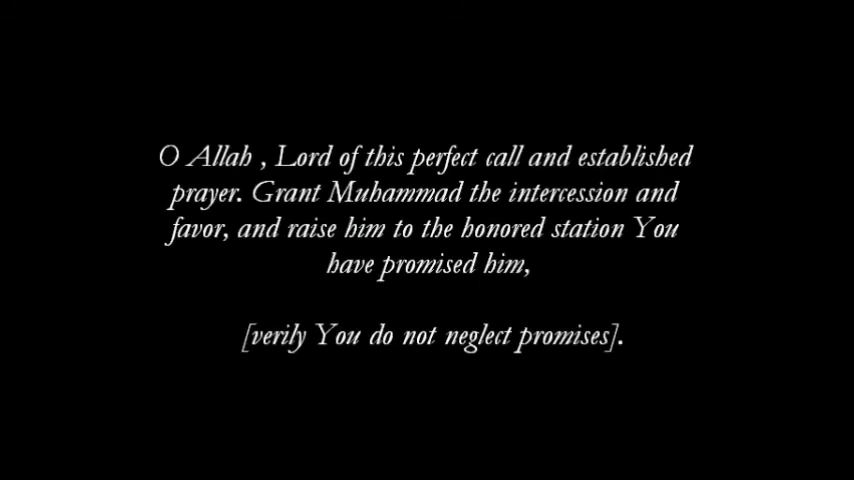 O Allah , Lord of this perfect call and established
prayer. Grant Muhammad the intercession and
favor, and raise him to the honored station You
have promised him,
[verily You do not neglect promises].